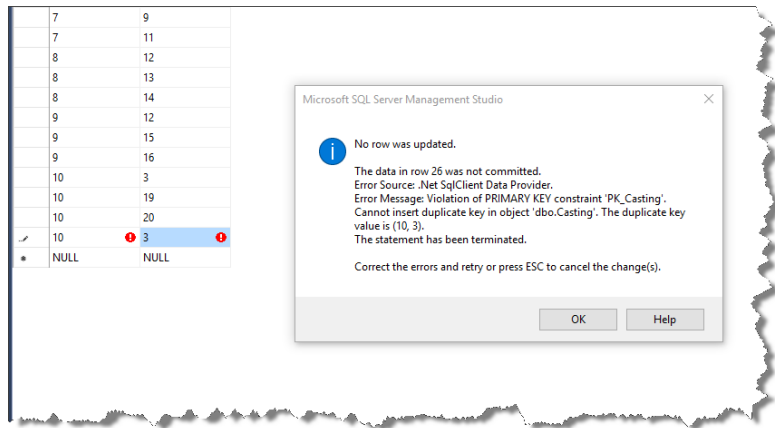 7 9
7 11
8 12
8 13
8 14
9 12
9 15
9 16
10 3
10 19
10 20
10 3
NULL NULL
Microsoft SQL Server Management Studio
No row was updated.
The data in row 26 was not committed.
Error Source: .Net SqlClient Data Provider.
Error Message: Violation of PRIMARY KEY constraint 'PK_Casting'.
Cannot insert duplicate key in object 'dbo.Casting'. The duplicate key
value is (10, 3).
The statement has been terminated.
Correct the errors and retry or press ESC to cancel the change(s).
OK Help